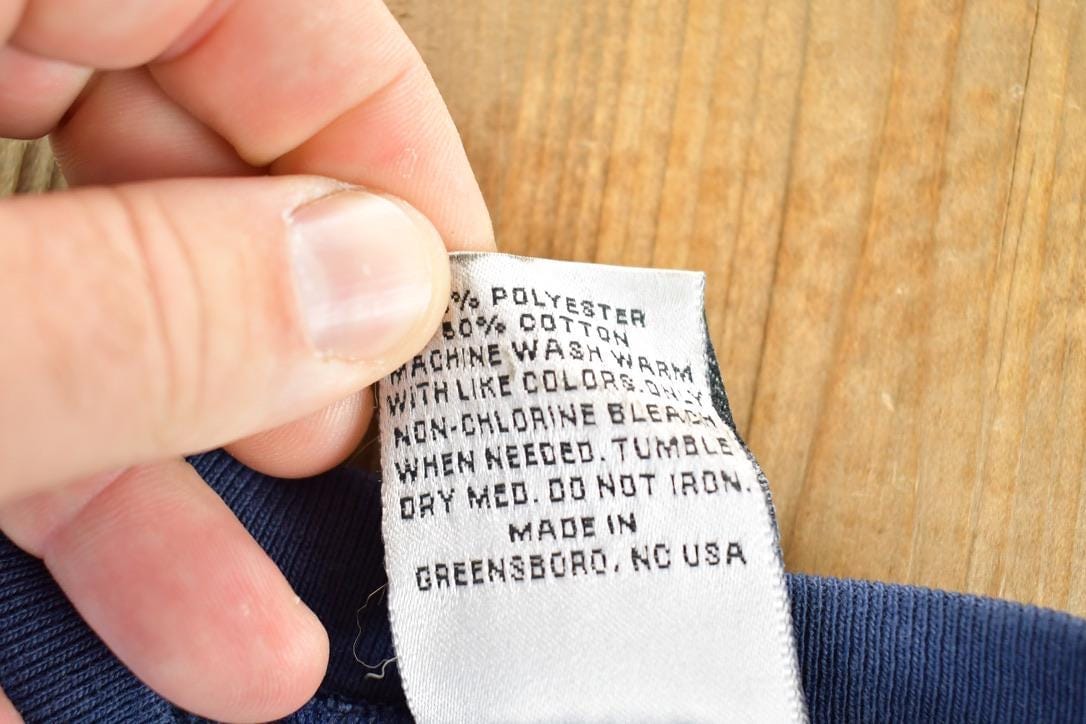 % POLYESTER
50% COTTON
MACHINE WASH WARM
WITH LIKE COLORS.ONLY
NON-CHLORINE BLEACH
WHEN NEEDED. TUMBLE
DRY MED. DO NOT IRON.
MADE IN
GREENSBORO, NC USA